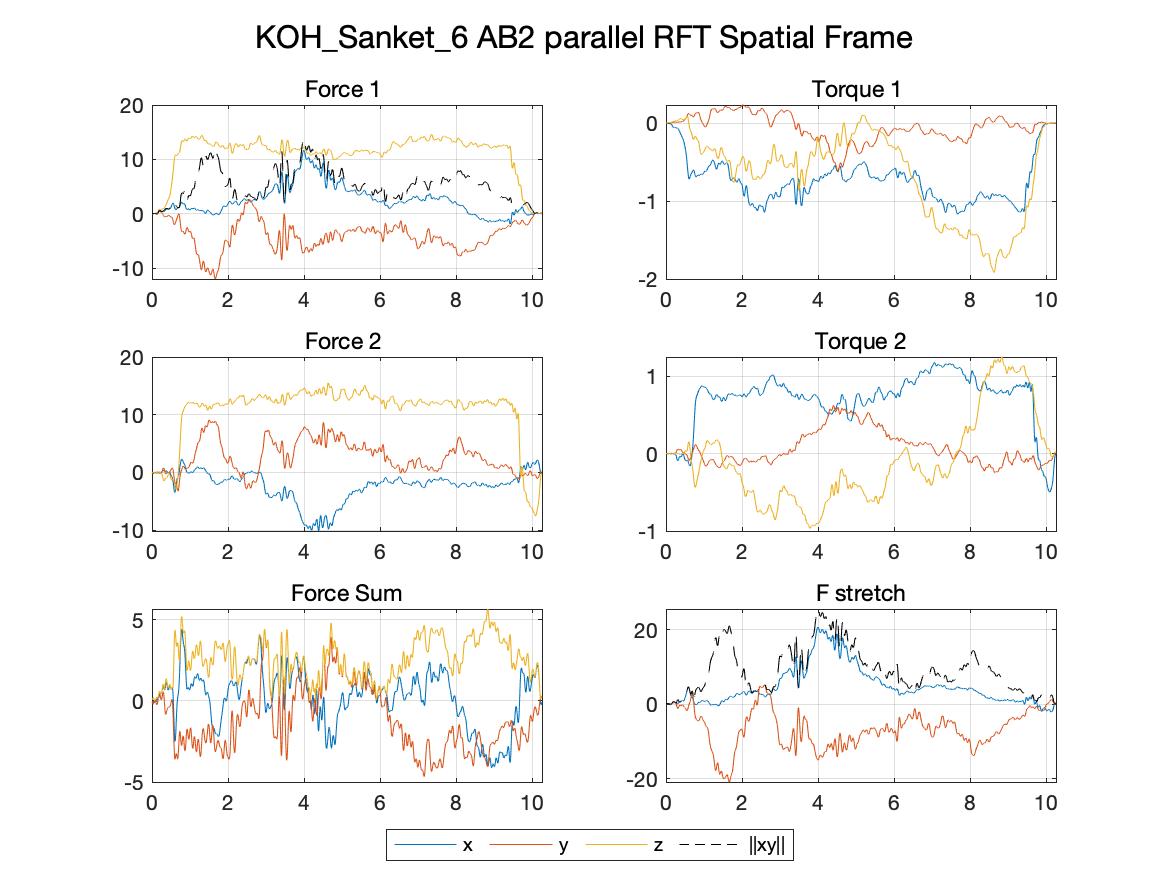 KOH_Sanket_6 AB2 parallel RFT Spatial Frame
Force 1
20
10
0
-10
0 2 4 6 8 10
Torque 1
0
-1
-2
0 2 4 6 8 10
Force 2
20
10
0
-10
0 2 4 6 8 10
Torque 2
1
0
-1
0 2 4 6 8 10
Force Sum
5
0
-5
0 2 4 6 8 10
F stretch
20
0
-20
0 2 4 6 8 10
x y z ||xy||